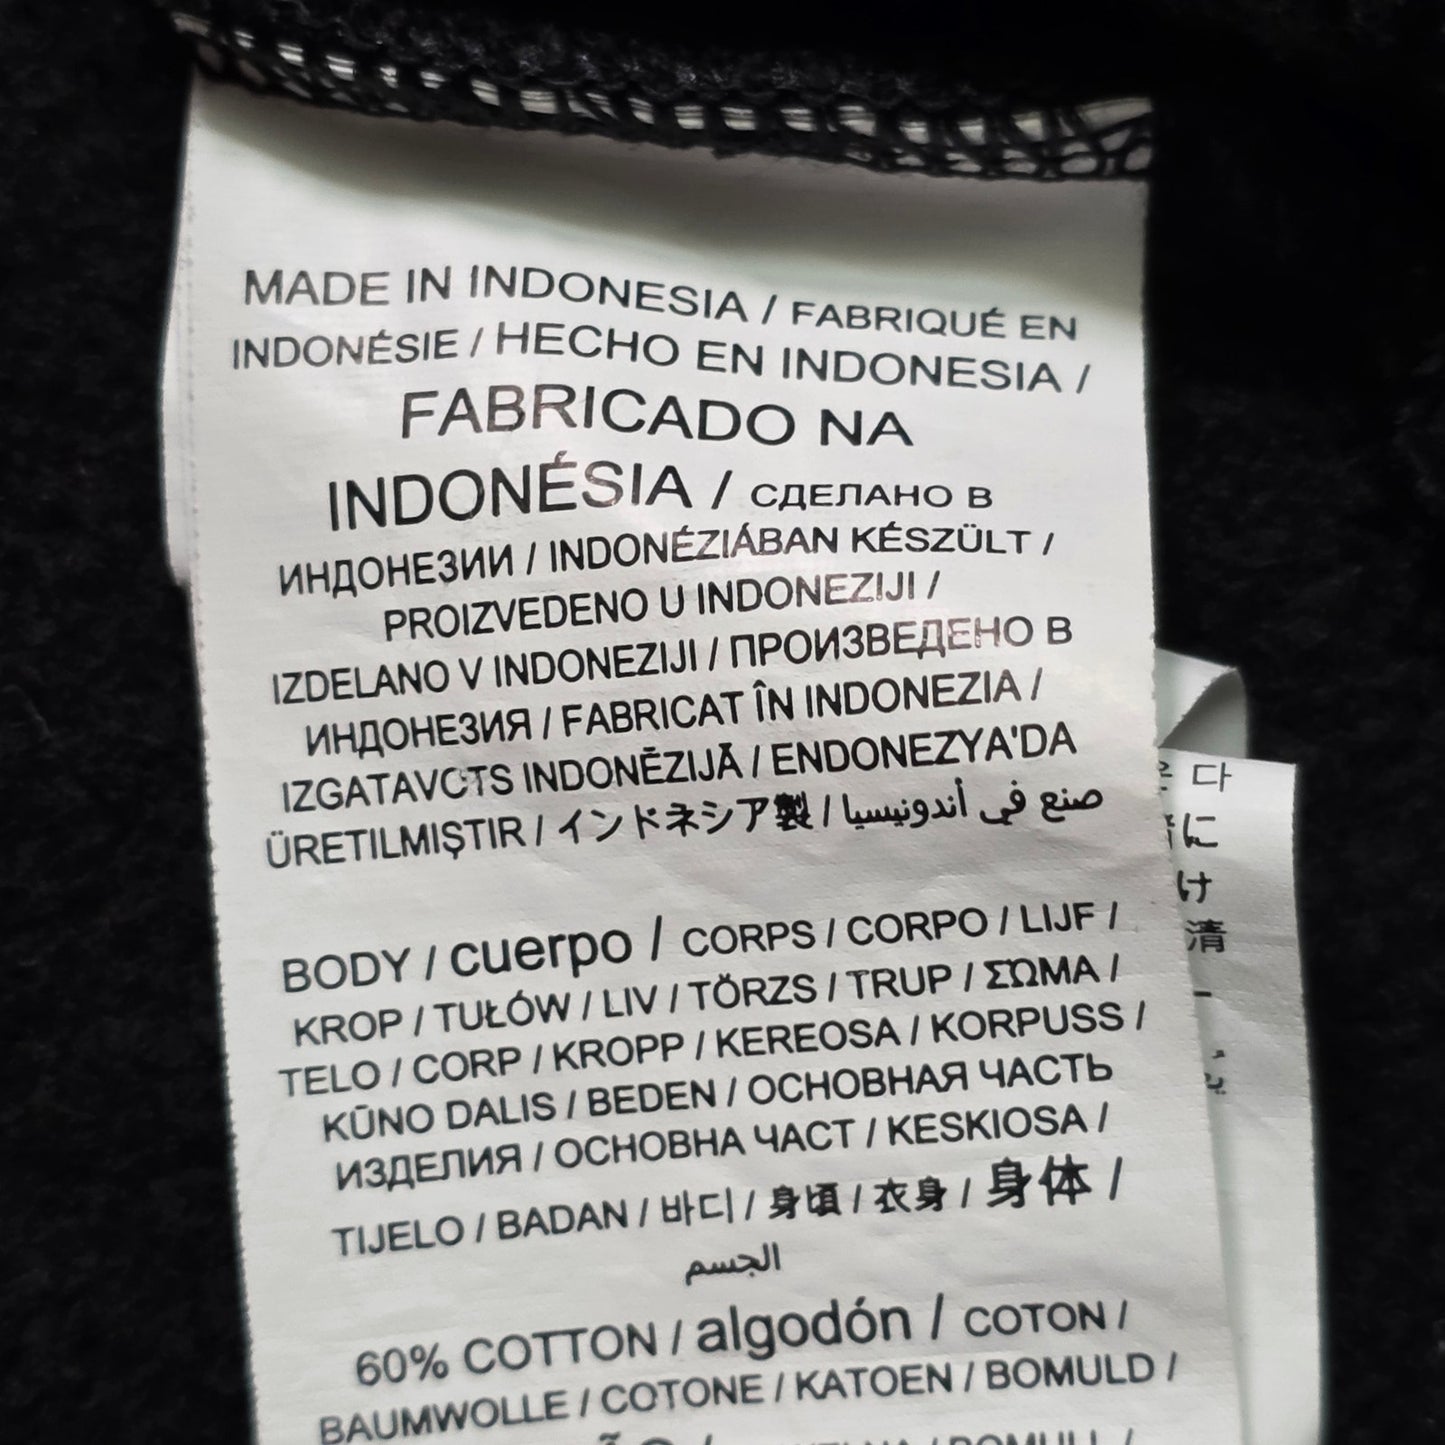 MADE IN INDONESIA / FABRIQUÉ EN
INDONÉSIE / HECHO EN INDONESIA /
FABRICADO NA
INDONÉSIA / СДЕЛАНО В
ИНДОНЕЗИИ / INDONÉZIÁBAN KÉSZÜLT /
PROIZVEDENO U INDONEZIJI /
IZDELANO V INDONEZIJI / ПРОИЗВЕДЕНО В
ИНДОНЕЗИЯ / FABRICAT ÎN INDONEZIA /
IZGATAVOTS INDONĒZIJĀ / ENDONEZYA'DA
ÜRETILMIŞTIR / インドネシア製 / صنع في أندونيسيا
BODY / cuerpo / CORPS / CORPO / LIJF /
KROP / TUŁÓW / LIV / TÖRZS / TRUP / ΣΩΜΑ /
TELO / CORP / KROPP / KEREOSA / KORPUSS /
KŪNO DALIS / BEDEN / ОСНОВНАЯ ЧАСТЬ
ИЗДЕЛИЯ / ОСНОВНА ЧАСТ / KESKIOSA /
TIJELO / BADAN / 바디 / 身頃 / 衣身 / 身体 /
الجسم
60% COTTON / algodón / COTON /
BAUMWOLLE / COTONE / KATOEN / BOMULD /
다
に
け
清